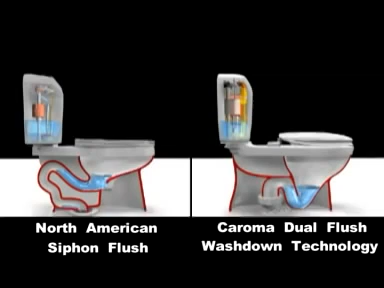 North American
Siphon Flush
Caroma Dual Flush
Washdown Technology